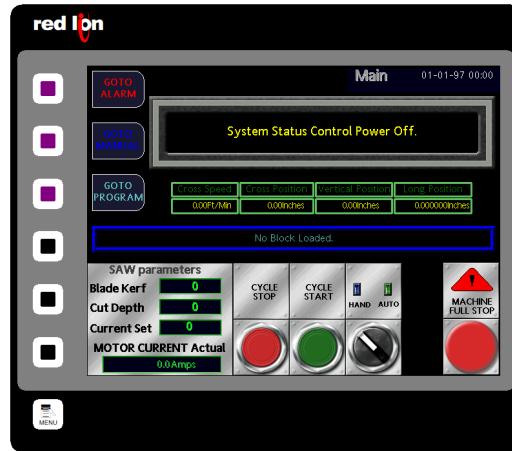 red lion
GOTO
ALARM
Main
01-01-97 00:00
GOTO
MANUAL
System Status Control Power Off.
GOTO
PROGRAM
Cross Speed
Cross Position
Vertical Position
Long Position
0.00Ft/Min
0.00Inches
0.00Inches
0.000000Inches
No Block Loaded.
SAW parameters
Blade Kerf 0
Cut Depth 0
Current Set 0
MOTOR CURRENT Actual
0.0Amps
CYCLE
STOP
CYCLE
START
HAND AUTO
MACHINE
FULL STOP
MENU